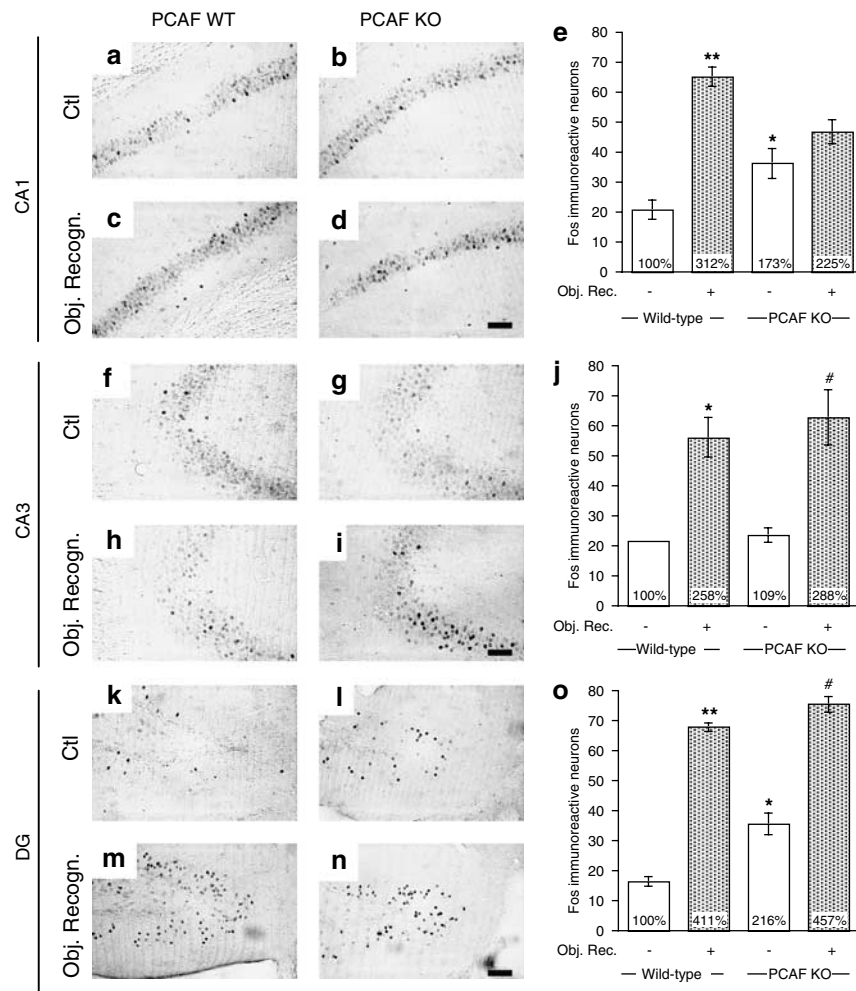 PCAF WT PCAF KO
CA1
Ctl
a b
Obj. Recogn.
c d
e
Fos immunoreactive neurons
80
70
60
50
40
30
20
10
0
** *
100% 312% 173% 225%
Obj. Rec. - + - +
Wild-type PCAF KO
CA3
Ctl
f g
Obj. Recogn.
h i
j
Fos immunoreactive neurons
80
70
60
50
40
30
20
10
0
* #
100% 258% 109% 288%
Obj. Rec. - + - +
Wild-type PCAF KO
DG
Ctl
k l
Obj. Recogn.
m n
o
Fos immunoreactive neurons
80
70
60
50
40
30
20
10
0
** * #
100% 411% 216% 457%
Obj. Rec. - + - +
Wild-type PCAF KO